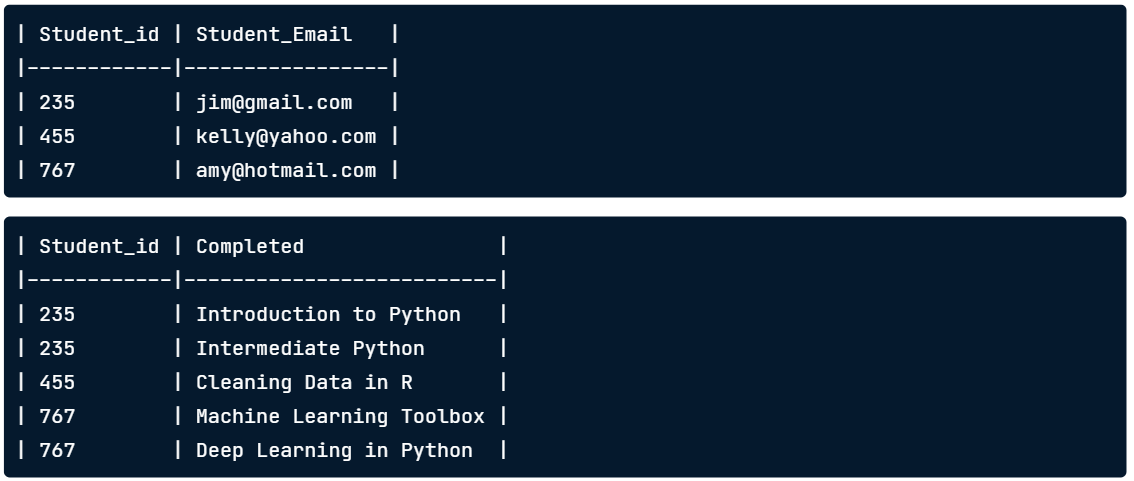 | Student_id | Student_Email   |
|------------|-----------------|
| 235        | jim@gmail.com   |
| 455        | kelly@yahoo.com |
| 767        | amy@hotmail.com |
| Student_id | Completed                |
|------------|--------------------------|
| 235        | Introduction to Python   |
| 235        | Intermediate Python      |
| 455        | Cleaning Data in R       |
| 767        | Machine Learning Toolbox |
| 767        | Deep Learning in Python  |